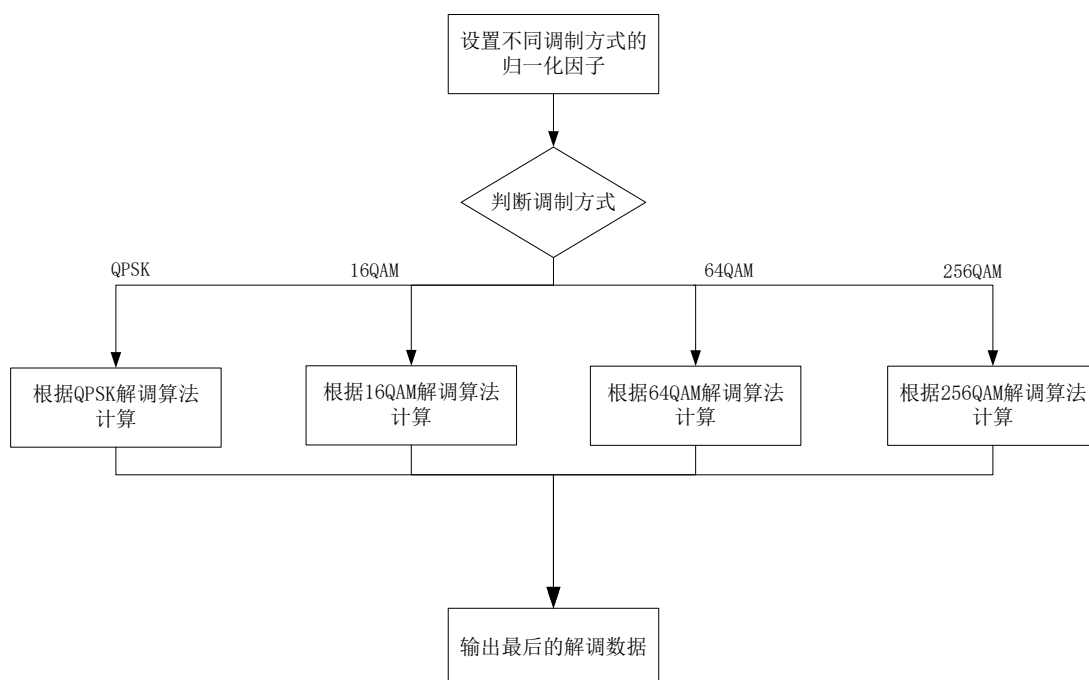 设置不同调制方式的
归一化因子
判断调制方式
QPSK
16QAM
64QAM
256QAM
根据QPSK解调算法
计算
根据16QAM解调算法
计算
根据64QAM解调算法
计算
根据256QAM解调算法
计算
输出最后的解调数据